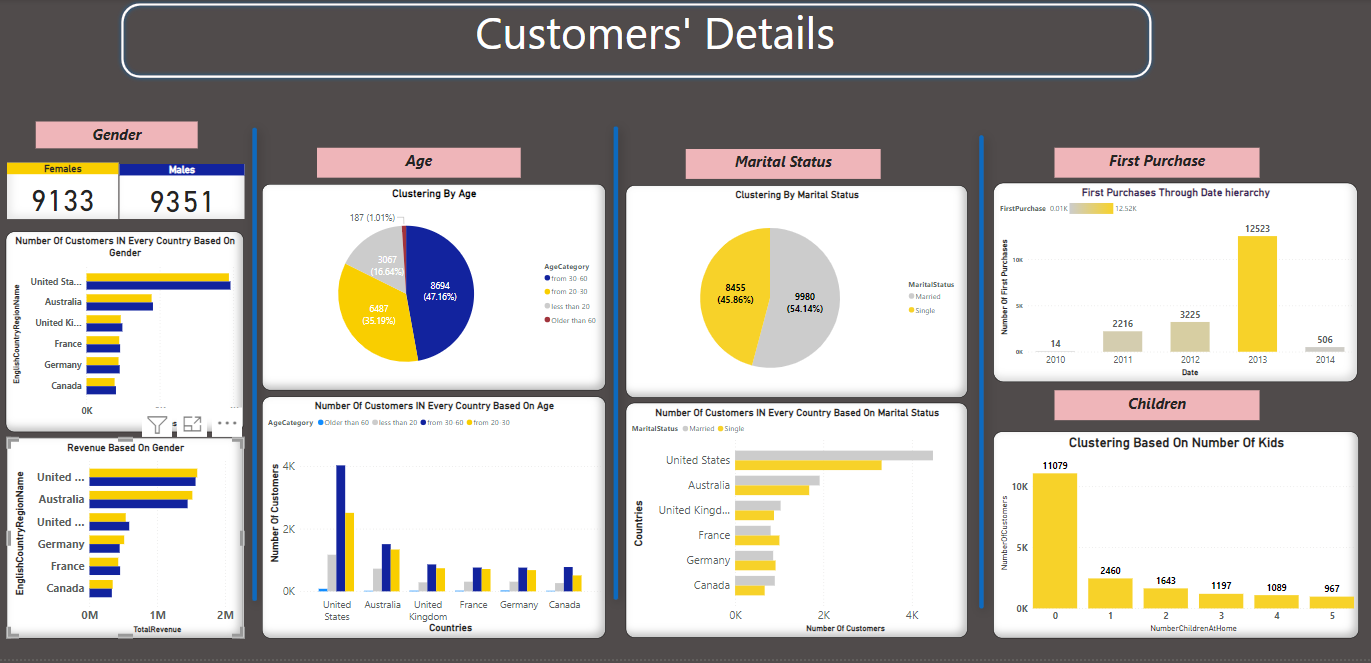 Customers' Details
Gender
Females
Males
9133
9351
Number Of Customers IN Every Country Based On
Gender
EnglishCountryRegionName
United Sta...
Australia
United Ki...
France
Germany
Canada
0K
Revenue Based On Gender
EnglishCountryRegionName
United ...
Australia
United ...
Germany
France
Canada
0M
1M
2M
TotalRevenue
Age
Clustering By Age
187 (1.01%)
3067
(16.64%)
6487
(35.19%)
8694
(47.16%)
AgeCategory
from 30-60
from 20-30
less than 20
Older than 60
Number Of Customers IN Every Country Based On Age
AgeCategory Older than 60 less than 20 from 30-60 from 20-30
Number Of Customers
4K
2K
0K
United
States
Australia
United
Kingdom
France
Germany
Canada
Countries
Marital Status
Clustering By Marital Status
8455
(45.86%)
9980
(54.14%)
MaritalStatus
Married
Single
Number Of Customers IN Every Country Based On Marital Status
MaritalStatus Married Single
Countries
United States
Australia
United Kingd...
France
Germany
Canada
0K
2K
4K
Number Of Customers
First Purchase
First Purchases Through Date hierarchy
FirstPurchase 0.01K 12.52K
Number Of First Purchases
10K
5K
0K
14
2216
3225
12523
506
2010
2011
2012
2013
2014
Date
Children
Clustering Based On Number Of Kids
NumberOfCustomers
10K
5K
0K
11079
2460
1643
1197
1089
967
0
1
2
3
4
5
NumberChildrenAtHome